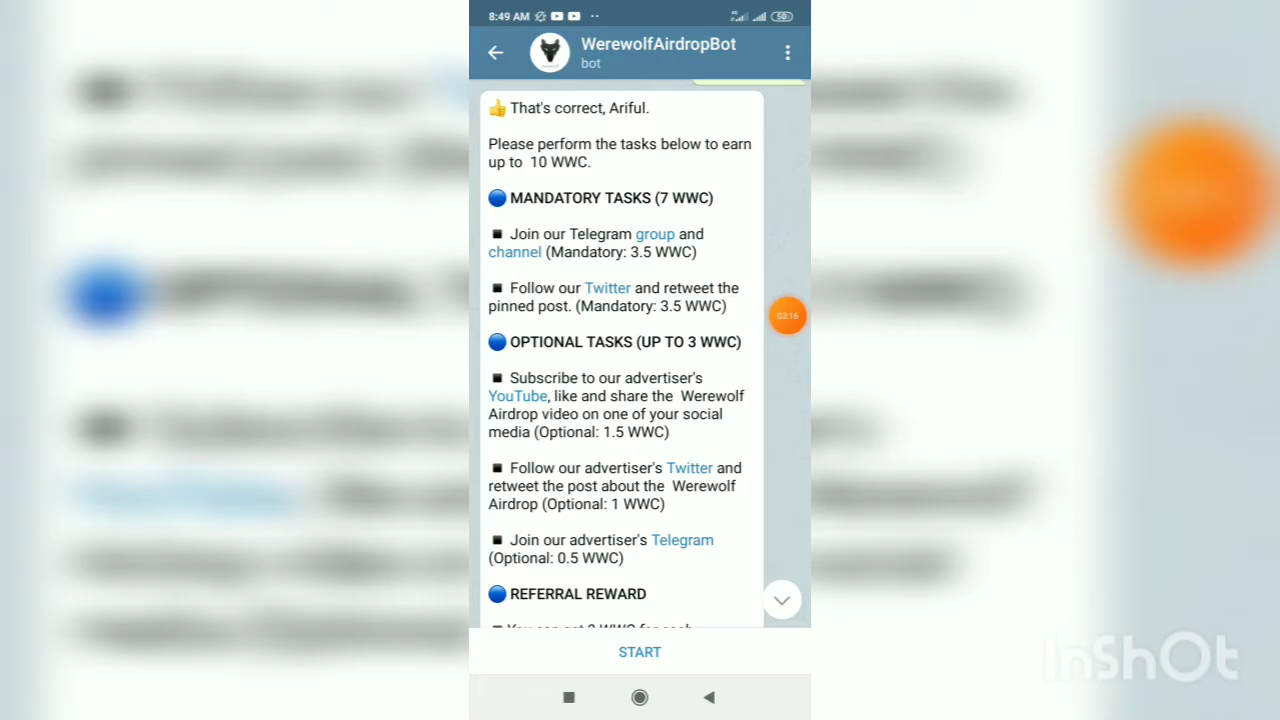 8:49 AM
4G
50
WerewolfAirdropBot
bot
👍 That's correct, Ariful.
Please perform the tasks below to earn
up to 10 WWC.
🔵 MANDATORY TASKS (7 WWC)
▪ Join our Telegram group and
channel (Mandatory: 3.5 WWC)
▪ Follow our Twitter and retweet the
pinned post. (Mandatory: 3.5 WWC)
03:16
🔵 OPTIONAL TASKS (UP TO 3 WWC)
▪ Subscribe to our advertiser's
YouTube, like and share the Werewolf
Airdrop video on one of your social
media (Optional: 1.5 WWC)
▪ Follow our advertiser's Twitter and
retweet the post about the Werewolf
Airdrop (Optional: 1 WWC)
▪ Join our advertiser's Telegram
(Optional: 0.5 WWC)
🔵 REFERRAL REWARD
START
InShOt